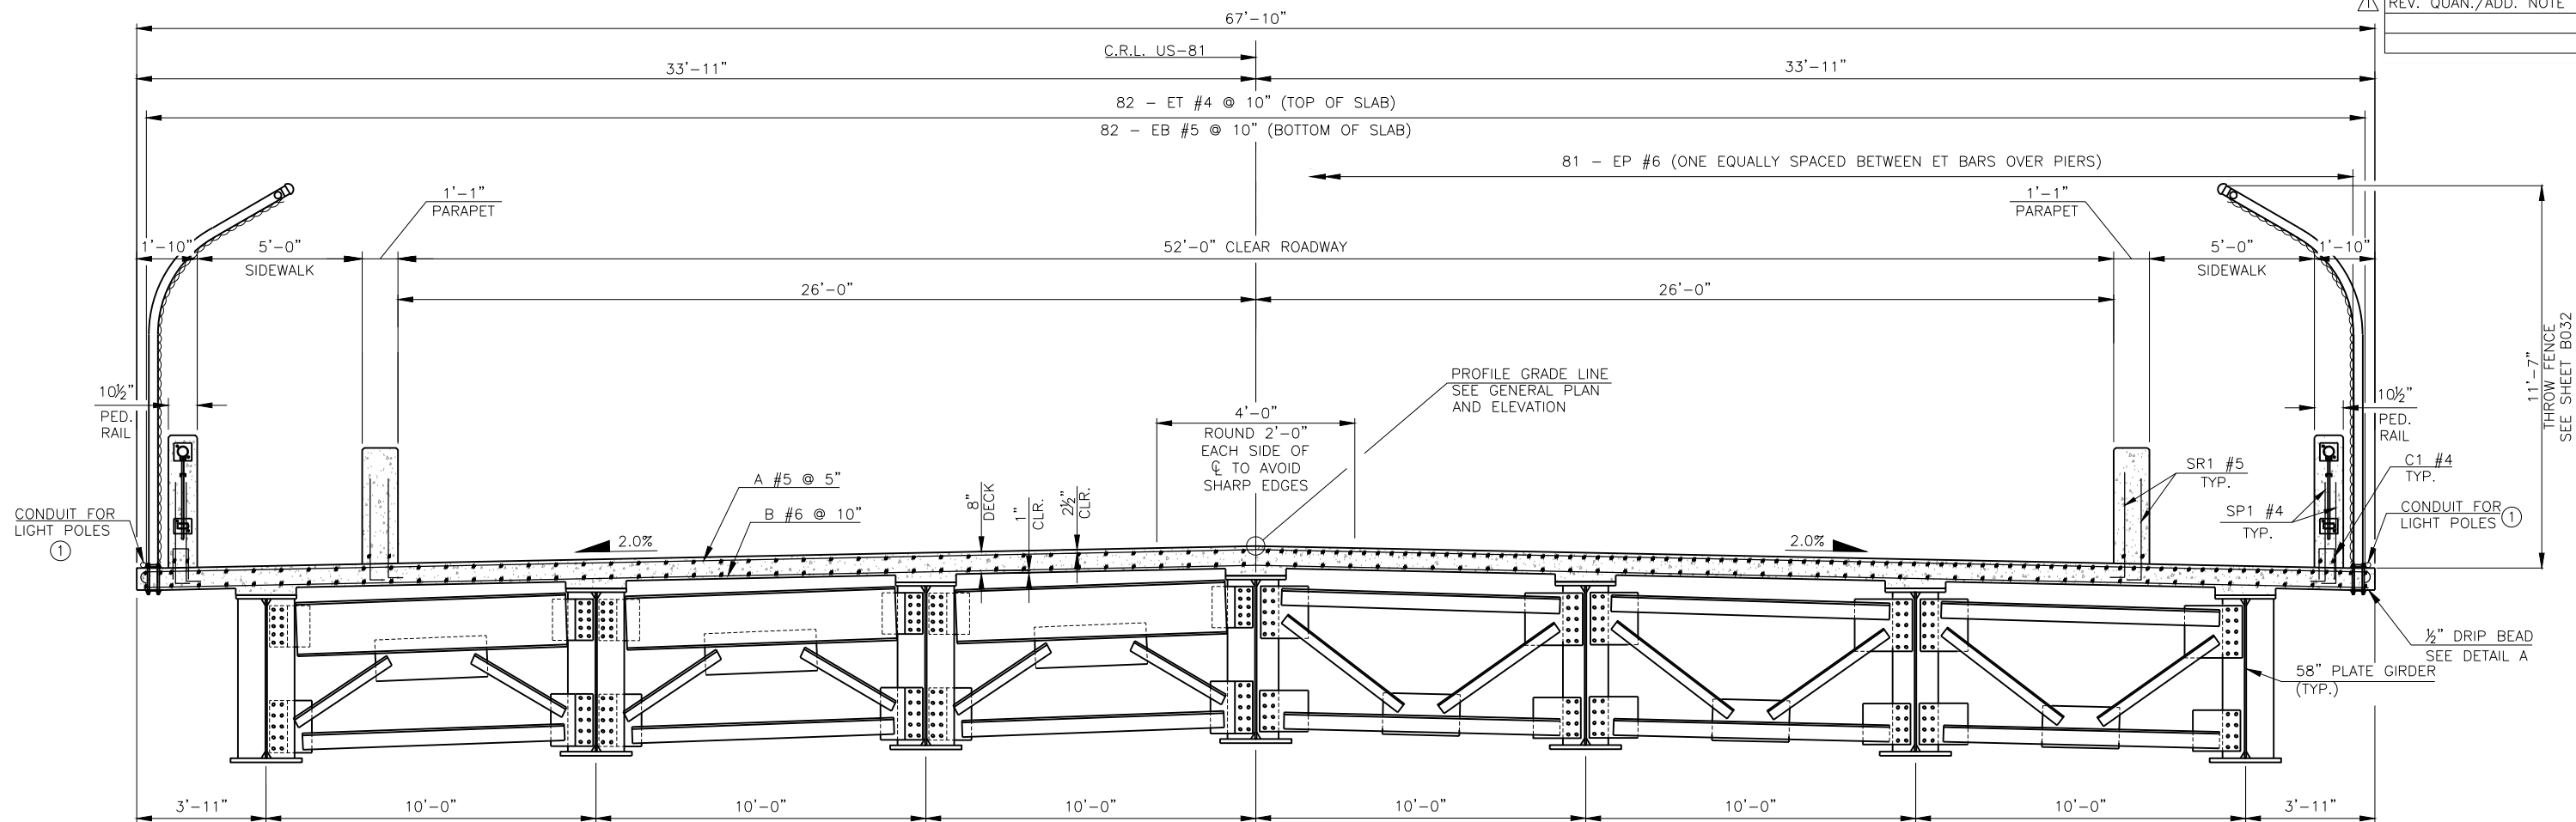 1 REV. QUAN./ADD. NOTE
67'-10"
C.R.L. US-81
33'-11"
33'-11"
82 - ET #4 @ 10" (TOP OF SLAB)
82 - EB #5 @ 10" (BOTTOM OF SLAB)
81 - EP #6 (ONE EQUALLY SPACED BETWEEN ET BARS OVER PIERS)
1'-1"
PARAPET
1'-1"
PARAPET
1'-10"
5'-0"
SIDEWALK
52'-0" CLEAR ROADWAY
5'-0"
SIDEWALK
1'-10"
26'-0"
26'-0"
11'-7"
THROW FENCE
SEE SHEET B032
10½"
PED.
RAIL
4'-0"
ROUND 2'-0"
EACH SIDE OF
℄ TO AVOID
SHARP EDGES
PROFILE GRADE LINE
SEE GENERAL PLAN
AND ELEVATION
10½"
PED.
RAIL
A #5 @ 5"
B #6 @ 10"
8"
DECK
1"
CLR.
2½"
CLR.
SR1 #5
TYP.
C1 #4
TYP.
SP1 #4
TYP.
CONDUIT FOR
LIGHT POLES
1
CONDUIT FOR
LIGHT POLES 1
2.0%
2.0%
½" DRIP BEAD
SEE DETAIL A
58" PLATE GIRDER
(TYP.)
3'-11"
10'-0"
10'-0"
10'-0"
10'-0"
10'-0"
10'-0"
3'-11"